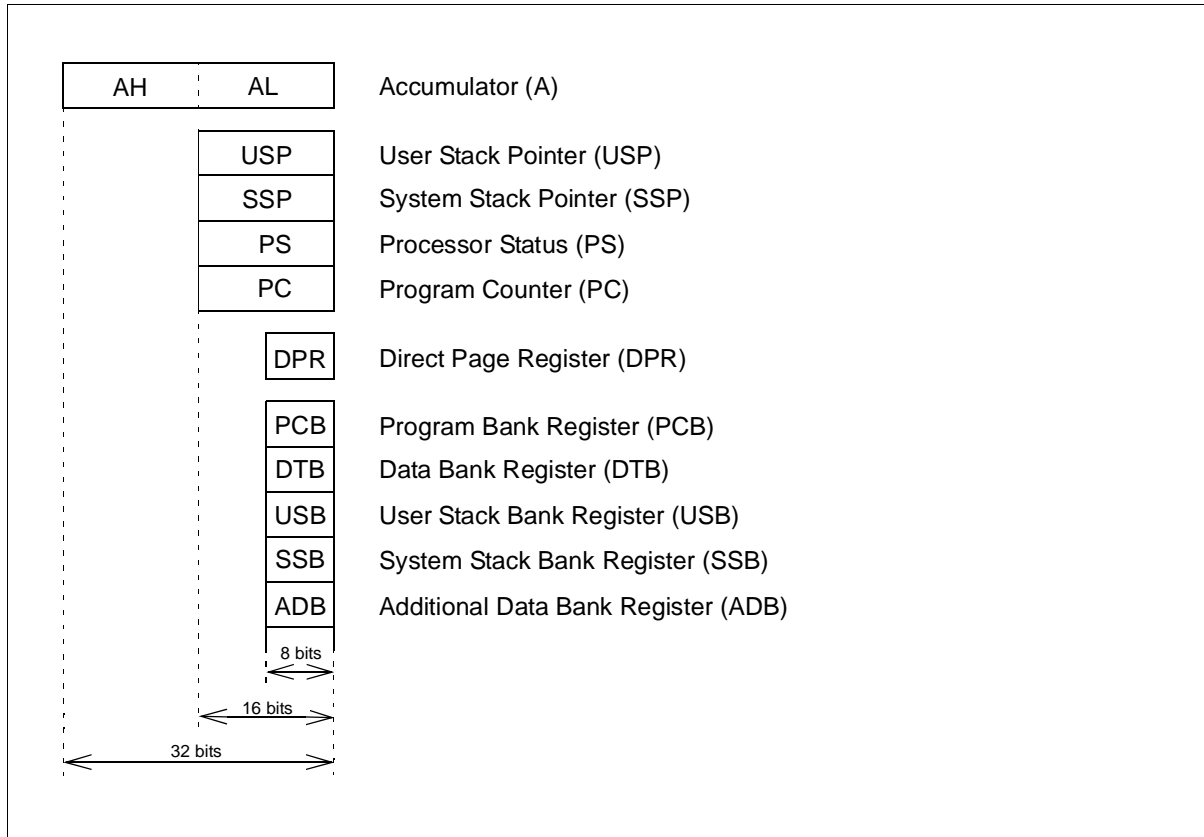 AH AL Accumulator (A)
USP User Stack Pointer (USP)
SSP System Stack Pointer (SSP)
PS Processor Status (PS)
PC Program Counter (PC)
DPR Direct Page Register (DPR)
PCB Program Bank Register (PCB)
DTB Data Bank Register (DTB)
USB User Stack Bank Register (USB)
SSB System Stack Bank Register (SSB)
ADB Additional Data Bank Register (ADB)
8 bits
16 bits
32 bits